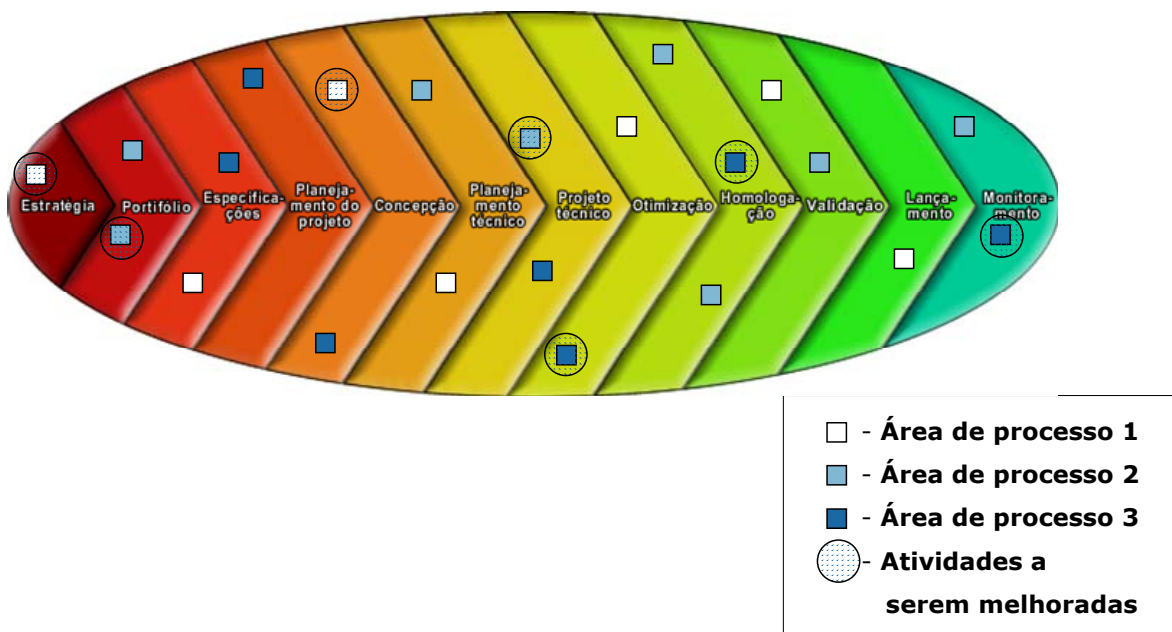 Estratégia
Portifólio
Especifica-
ções
Planeja-
mento do
projeto
Concepção
Planeja-
mento
técnico
Projeto
técnico
Otimização
Homologa-
ção
Validação
Lança-
mento
Monitora-
mento
- Área de processo 1
- Área de processo 2
- Área de processo 3
- Atividades a
serem melhoradas